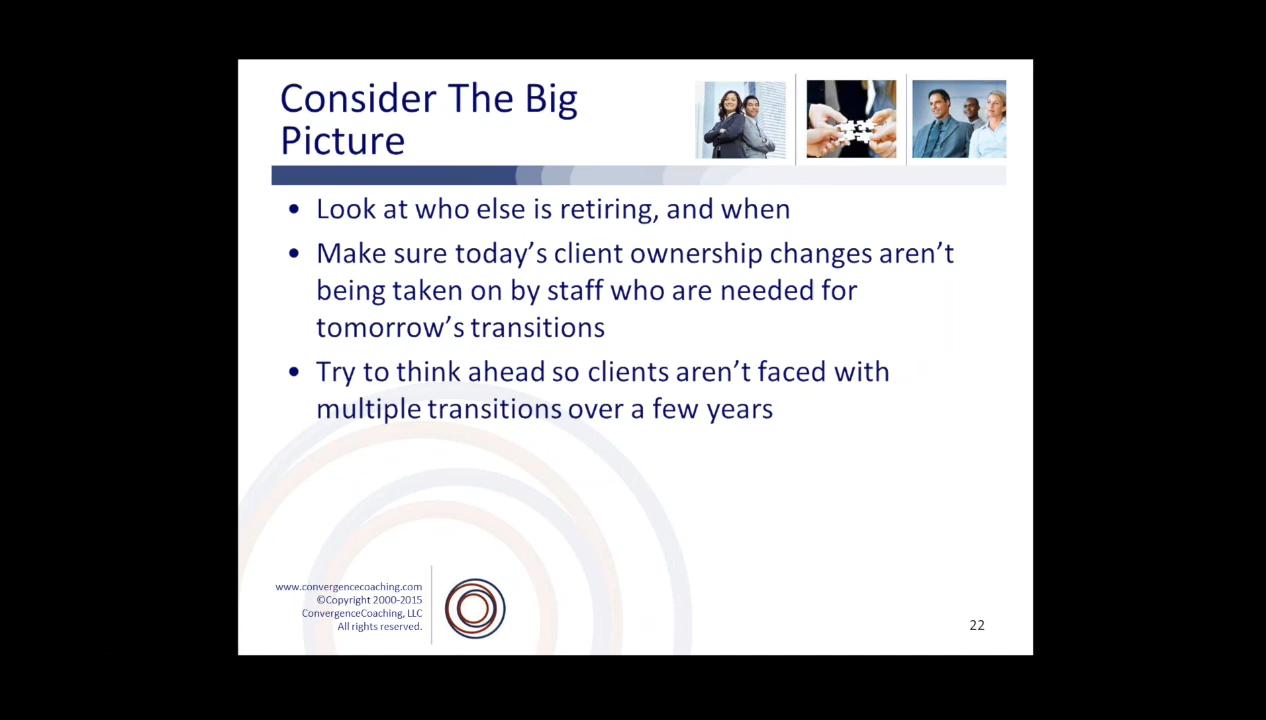 Consider The Big
Picture
• Look at who else is retiring, and when
• Make sure today's client ownership changes aren't
being taken on by staff who are needed for
tomorrow's transitions
• Try to think ahead so clients aren't faced with
multiple transitions over a few years
www.convergencecoaching.com
©Copyright 2000-2015
ConvergenceCoaching, LLC
All rights reserved.
22